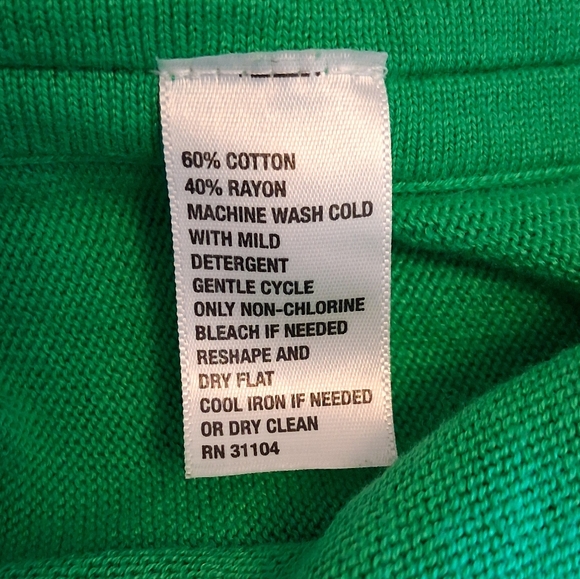 60% COTTON
40% RAYON
MACHINE WASH COLD
WITH MILD
DETERGENT
GENTLE CYCLE
ONLY NON-CHLORINE
BLEACH IF NEEDED
RESHAPE AND
DRY FLAT
COOL IRON IF NEEDED
OR DRY CLEAN
RN 31104